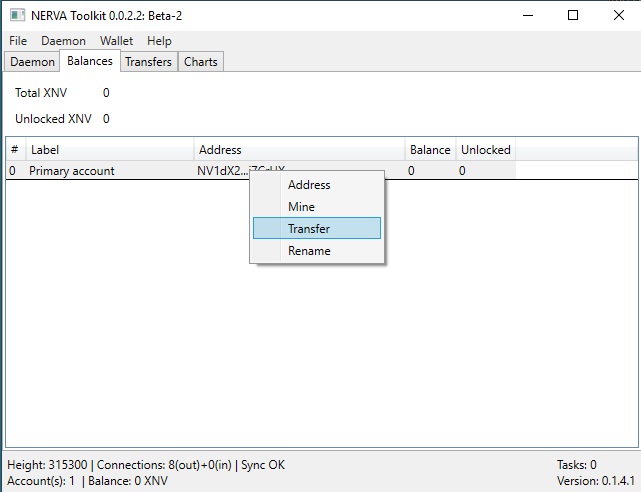 NERVA Toolkit 0.0.2.2: Beta-2
File Daemon Wallet Help
Daemon Balances Transfers Charts
Total XNV 0
Unlocked XNV 0
# Label Address Balance Unlocked
0 Primary account 0 0
Address
Mine
Transfer
Rename
Height: 315300 | Connections: 8(out)+0(in) | Sync OK Tasks: 0
Account(s): 1 | Balance: 0 XNV Version: 0.1.4.1